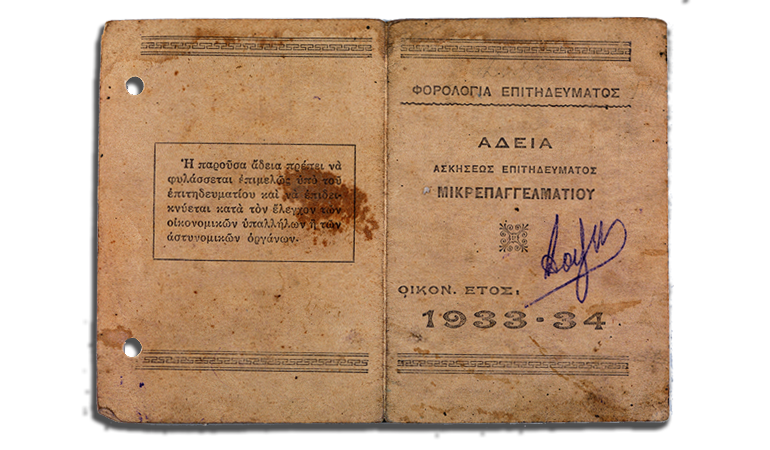 Ἡ παροῦσα ἄδεια πρέπει νὰ
φυλάσσεται ἐπιμελῶς ὑπὸ τοῦ
ἐπιτηδευματίου καὶ νὰ ἐπιδει-
κνύεται κατὰ τὸν ἔλεγχον τῶν
οἰκονομικῶν ὑπαλλήλων ἢ τῶν
ἀστυνομικῶν ὀργάνων.
ΦΟΡΟΛΟΓΙΑ ΕΠΙΤΗΔΕΥΜΑΤΟΣ
ΑΔΕΙΑ
ΑΣΚΗΣΕΩΣ ΕΠΙΤΗΔΕΥΜΑΤΟΣ
ΜΙΚΡΕΠΑΓΓΕΛΜΑΤΙΟΥ
ΟΙΚΟΝ. ΕΤΟΣ:
1933-34